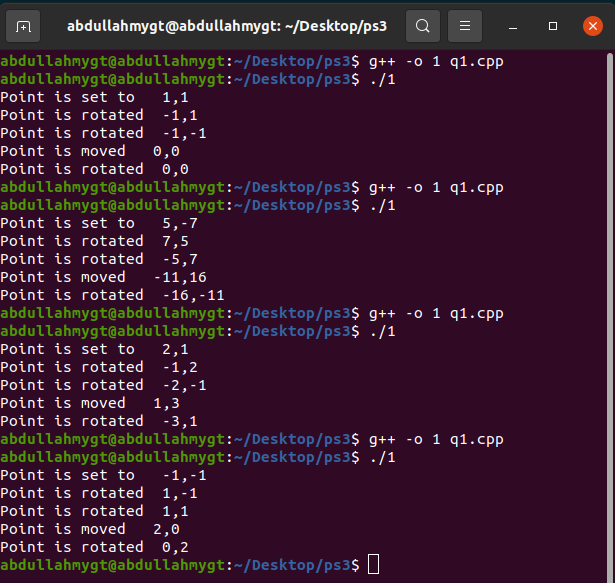 abdullahmygt@abdullahmygt: ~/Desktop/ps3
abdullahmygt@abdullahmygt:~/Desktop/ps3$ g++ -o 1 q1.cpp
abdullahmygt@abdullahmygt:~/Desktop/ps3$ ./1
Point is set to   1,1
Point is rotated  -1,1
Point is rotated  -1,-1
Point is moved   0,0
Point is rotated  0,0
abdullahmygt@abdullahmygt:~/Desktop/ps3$ g++ -o 1 q1.cpp
abdullahmygt@abdullahmygt:~/Desktop/ps3$ ./1
Point is set to   5,-7
Point is rotated  7,5
Point is rotated  -5,7
Point is moved   -11,16
Point is rotated  -16,-11
abdullahmygt@abdullahmygt:~/Desktop/ps3$ g++ -o 1 q1.cpp
abdullahmygt@abdullahmygt:~/Desktop/ps3$ ./1
Point is set to   2,1
Point is rotated  -1,2
Point is rotated  -2,-1
Point is moved   1,3
Point is rotated  -3,1
abdullahmygt@abdullahmygt:~/Desktop/ps3$ g++ -o 1 q1.cpp
abdullahmygt@abdullahmygt:~/Desktop/ps3$ ./1
Point is set to   -1,-1
Point is rotated  1,-1
Point is rotated  1,1
Point is moved   2,0
Point is rotated  0,2
abdullahmygt@abdullahmygt:~/Desktop/ps3$